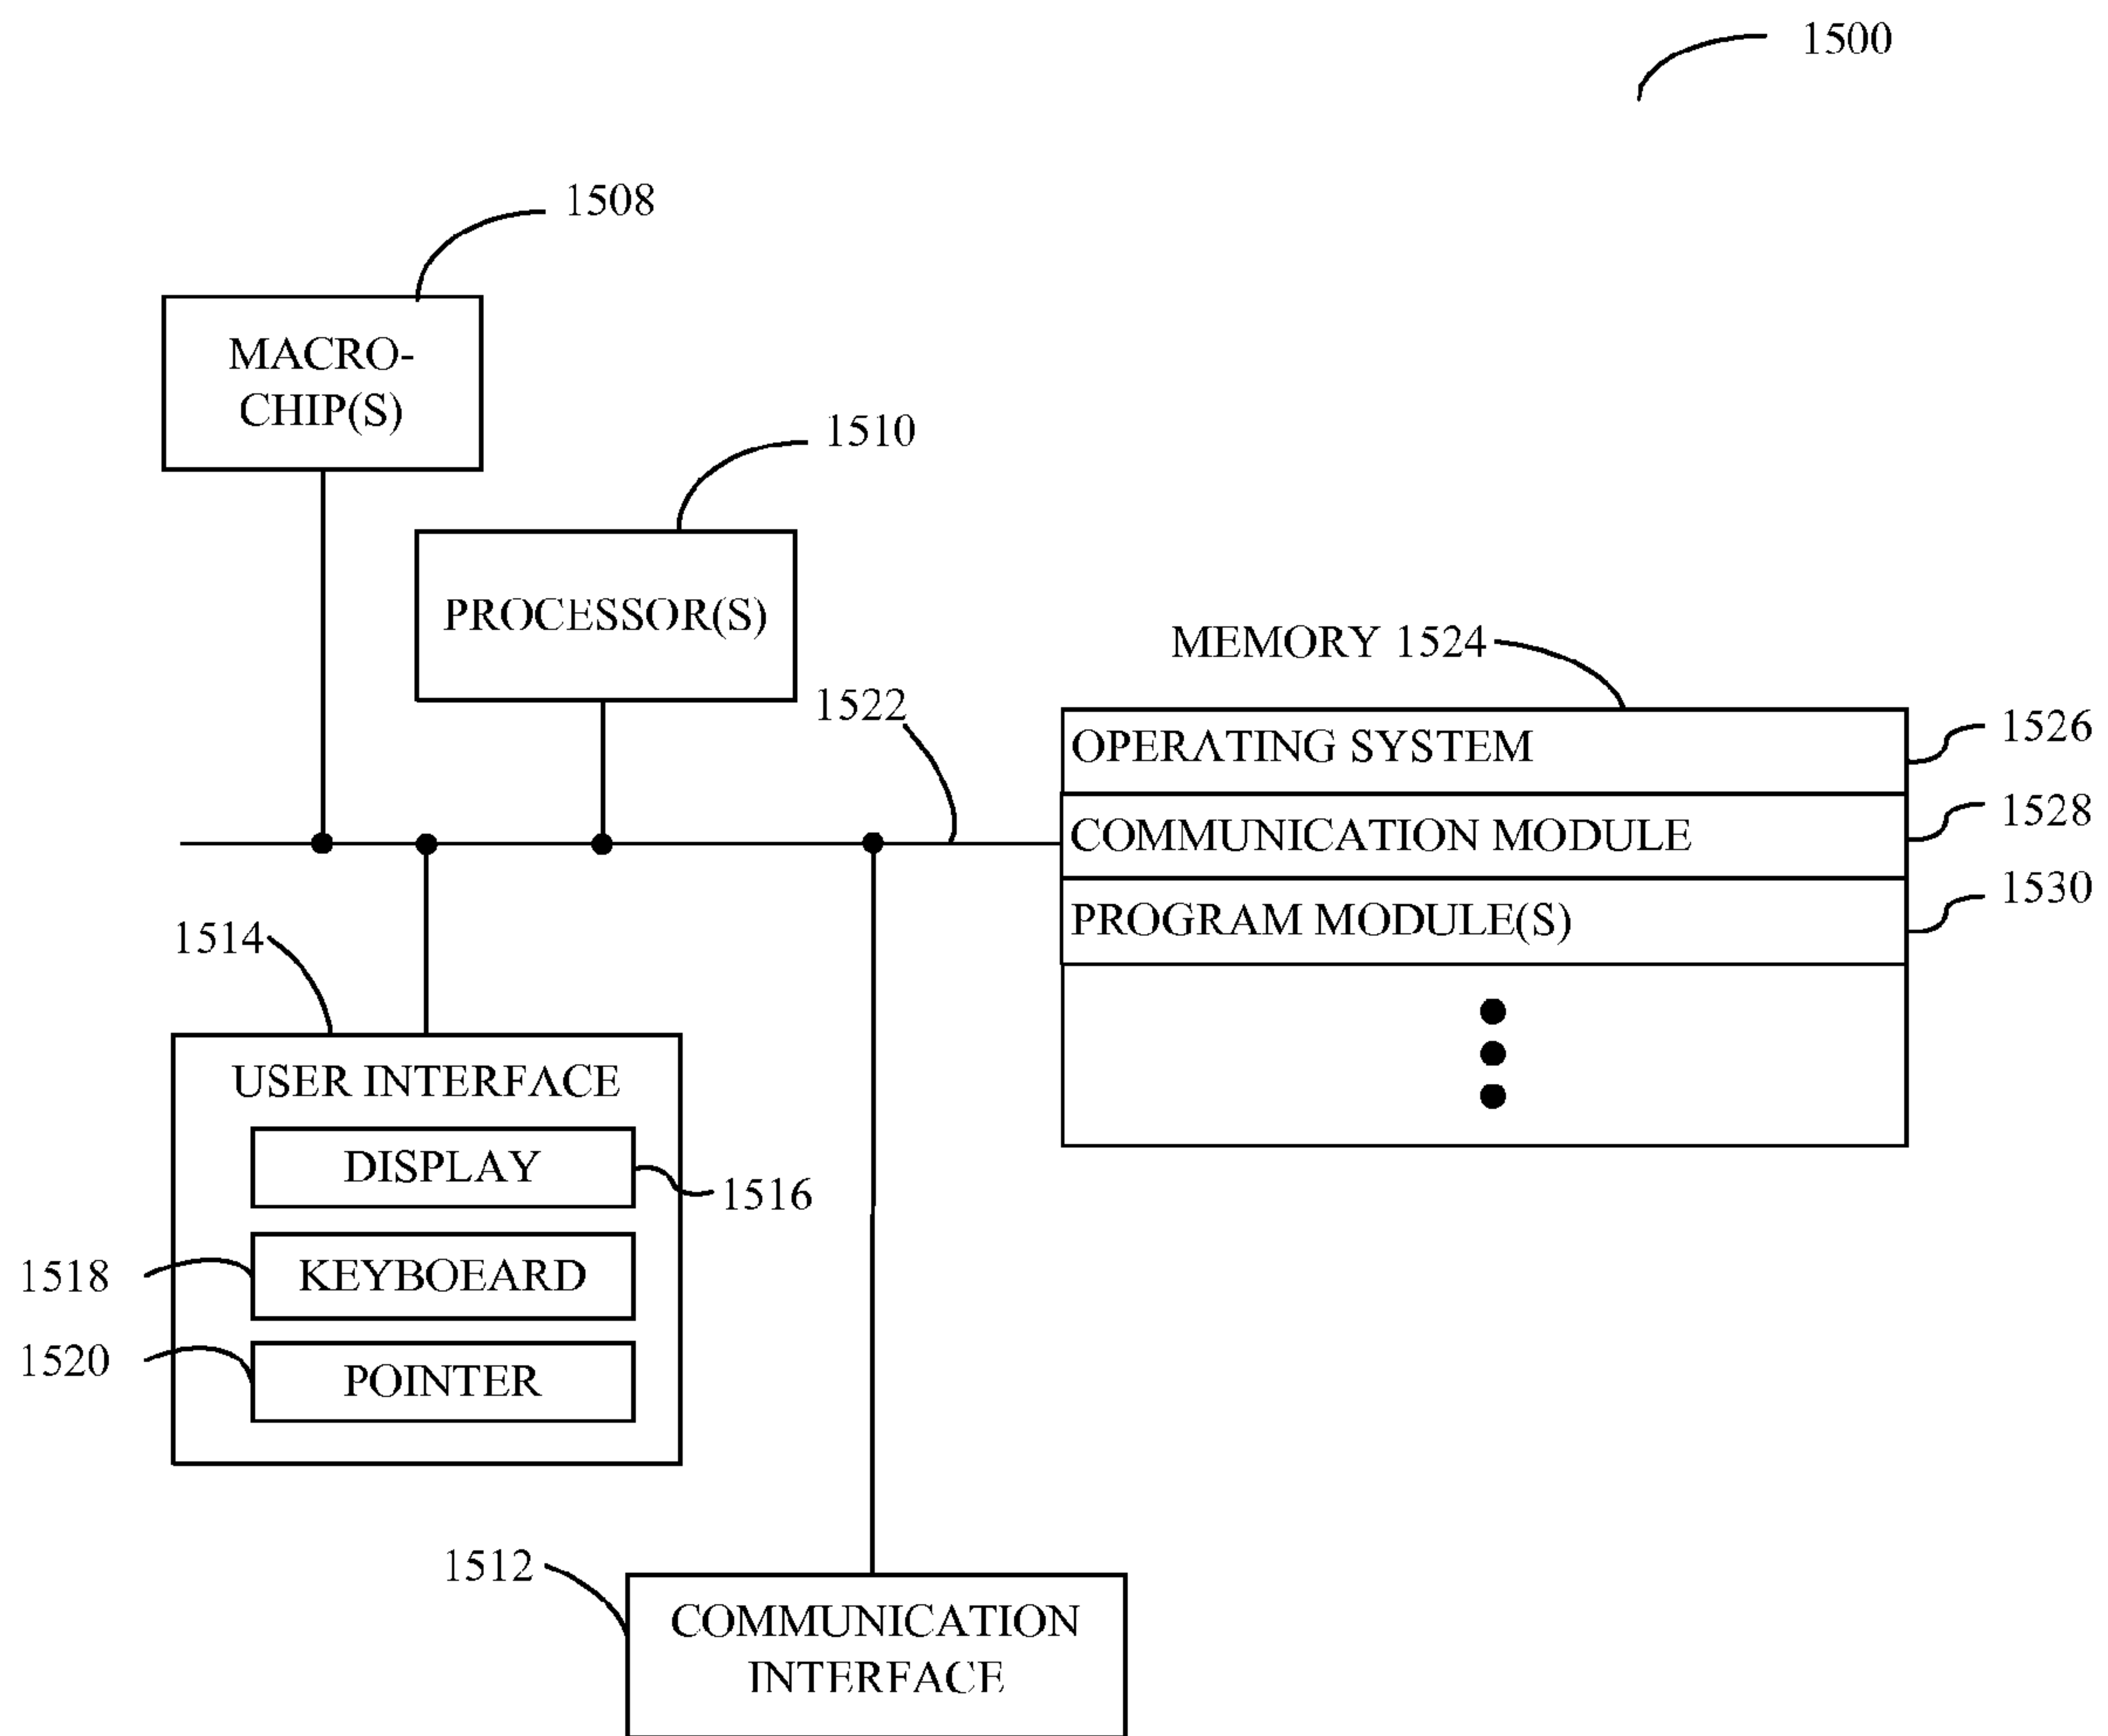 1500
1508
MACRO-
CHIP(S)
1510
PROCESSOR(S)
MEMORY 1524
1522
OPERATING SYSTEM
1526
COMMUNICATION MODULE
1528
PROGRAM MODULE(S)
1530
1514
USER INTERFACE
DISPLAY
1516
1518
KEYBOEARD
1520
POINTER
1512
COMMUNICATION
INTERFACE